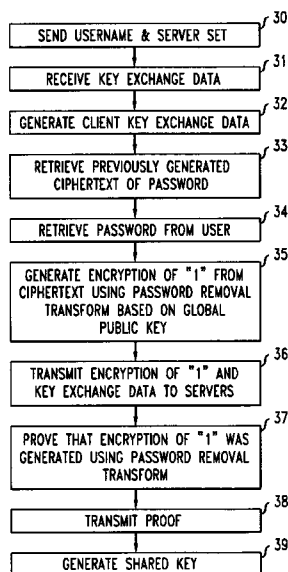 30
SEND USERNAME & SERVER SET
31
RECEIVE KEY EXCHANGE DATA
32
GENERATE CLIENT KEY EXCHANGE DATA
33
RETRIEVE PREVIOUSLY GENERATED
CIPHERTEXT OF PASSWORD
34
RETRIEVE PASSWORD FROM USER
35
GENERATE ENCRYPTION OF "1" FROM
CIPHERTEXT USING PASSWORD REMOVAL
TRANSFORM BASED ON GLOBAL
PUBLIC KEY
36
TRANSMIT ENCRYPTION OF "1" AND
KEY EXCHANGE DATA TO SERVERS
37
PROVE THAT ENCRYPTION OF "1" WAS
GENERATED USING PASSWORD REMOVAL
TRANSFORM
38
TRANSMIT PROOF
39
GENERATE SHARED KEY